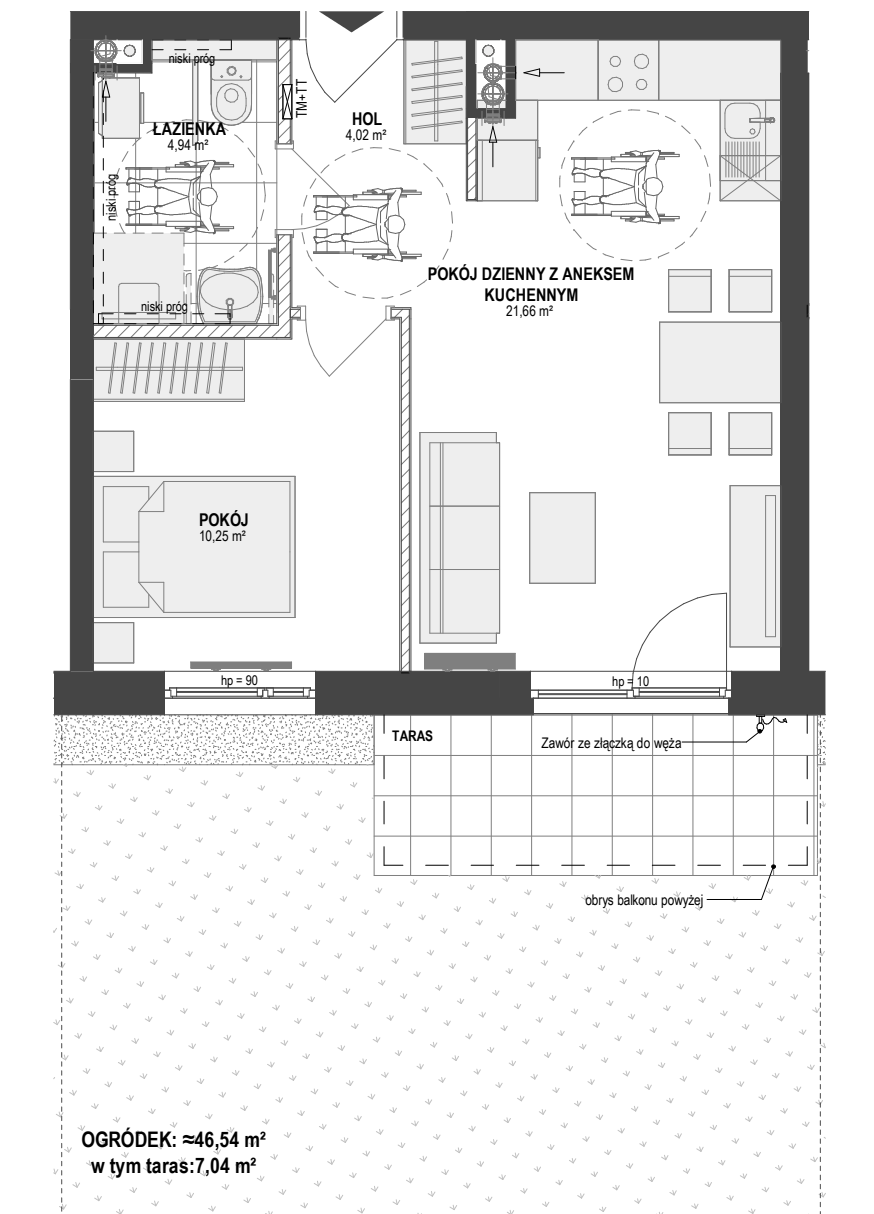 niski próg
TM+TT
ŁAZIENKA
4,94 m²
HOL
4,02 m²
niski próg
niski próg
POKÓJ DZIENNY Z ANEKSEM
KUCHENNYM
21,66 m²
POKÓJ
10,25 m²
hp = 90
hp = 10
TARAS
Zawór ze złączką do węża
obrys balkonu powyżej
OGRÓDEK: ≈46,54 m²
w tym taras:7,04 m²